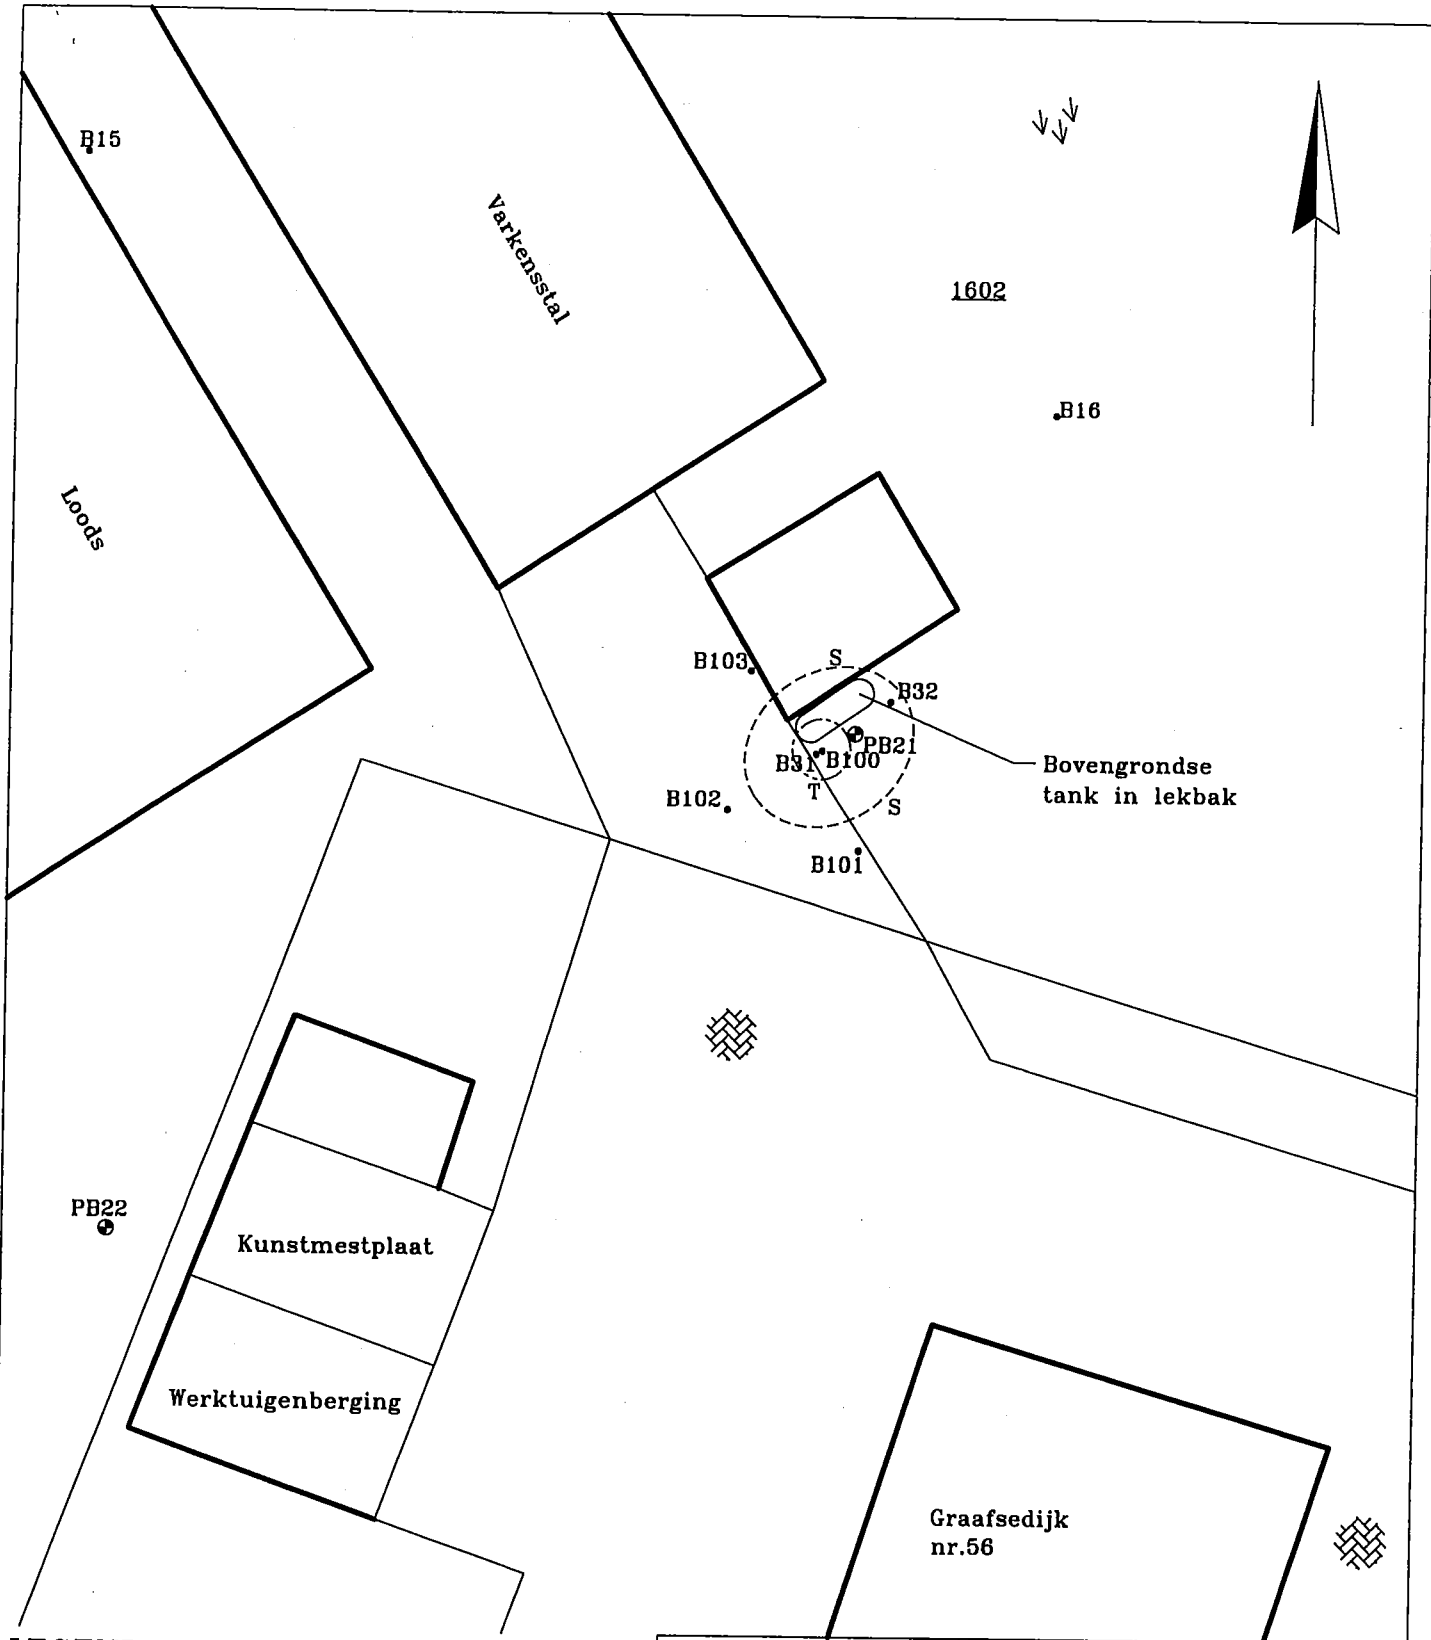 B15
Varkensstal
1602
B16
Loods
B103
S
B32
PB21
B31
B100
Bovengrondse
tank in lekbak
T
B102
S
B101
PB22
Kunstmestplaat
Werktuigenberging
Graafsedijk
nr.56